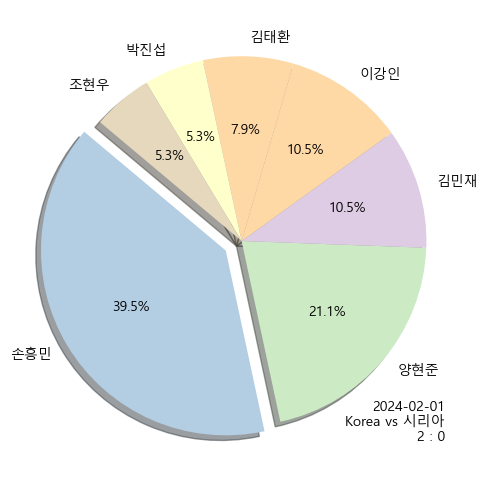 김태환
박진섭
이강인
조현우
7.9%
5.3%
10.5%
5.3%
김민재
10.5%
39.5%
21.1%
손흥민
양현준
2024-02-01
Korea vs 시리아
2 : 0